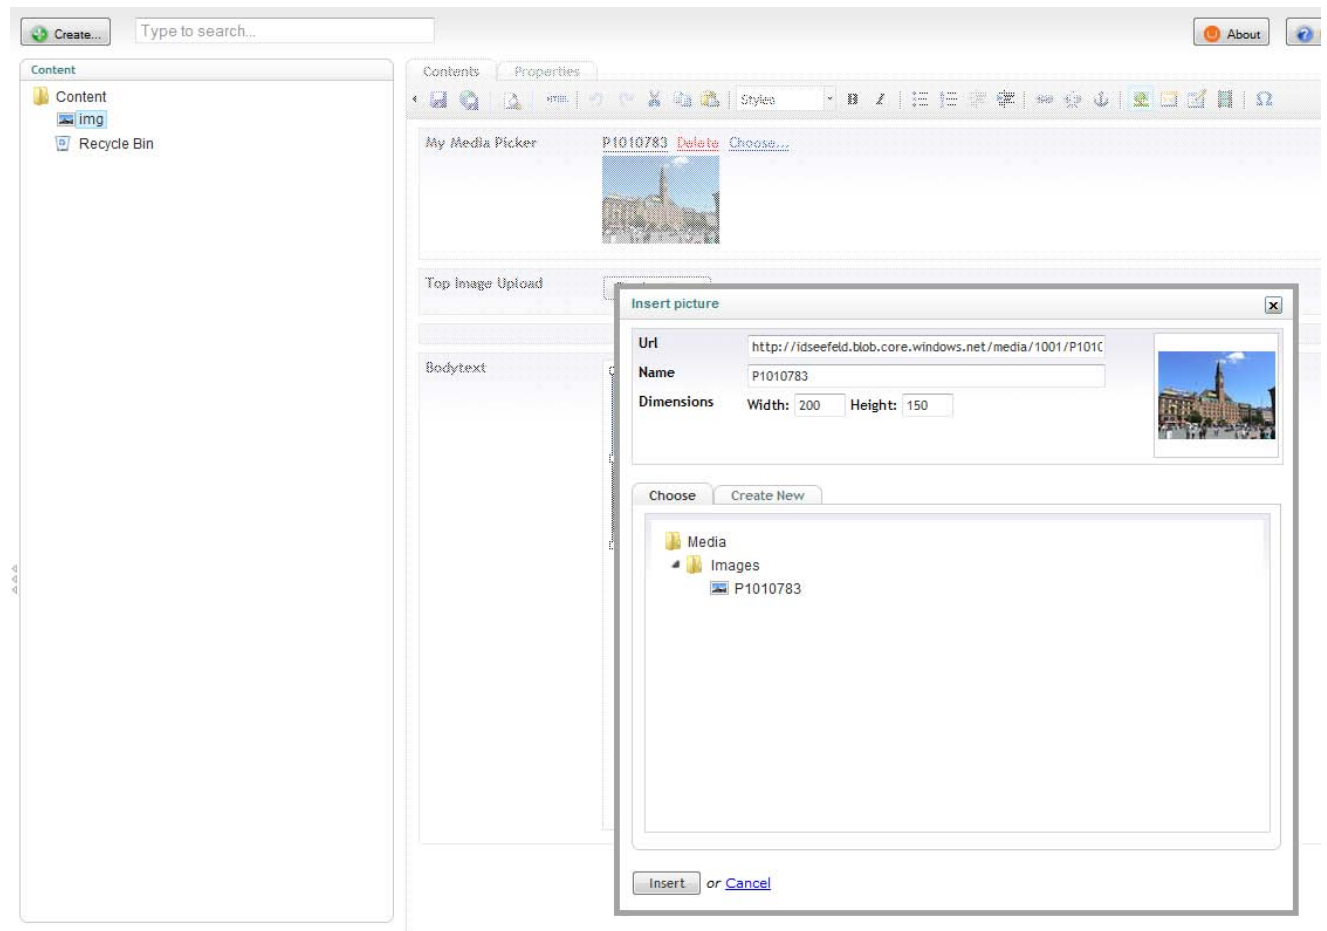 Create... Type to search... About
Content
Content
img
Recycle Bin
Contents Properties
HTML Styles B I Ω
My Media Picker P1010783 Delete Choose...
Top Image Upload
Insert picture
Url http://idseefeld.blob.core.windows.net/media/1001/P101(
Name P1010783
Dimensions Width: 200 Height: 150
Bodytext
Choose Create New
Media
Images
P1010783
Insert or Cancel